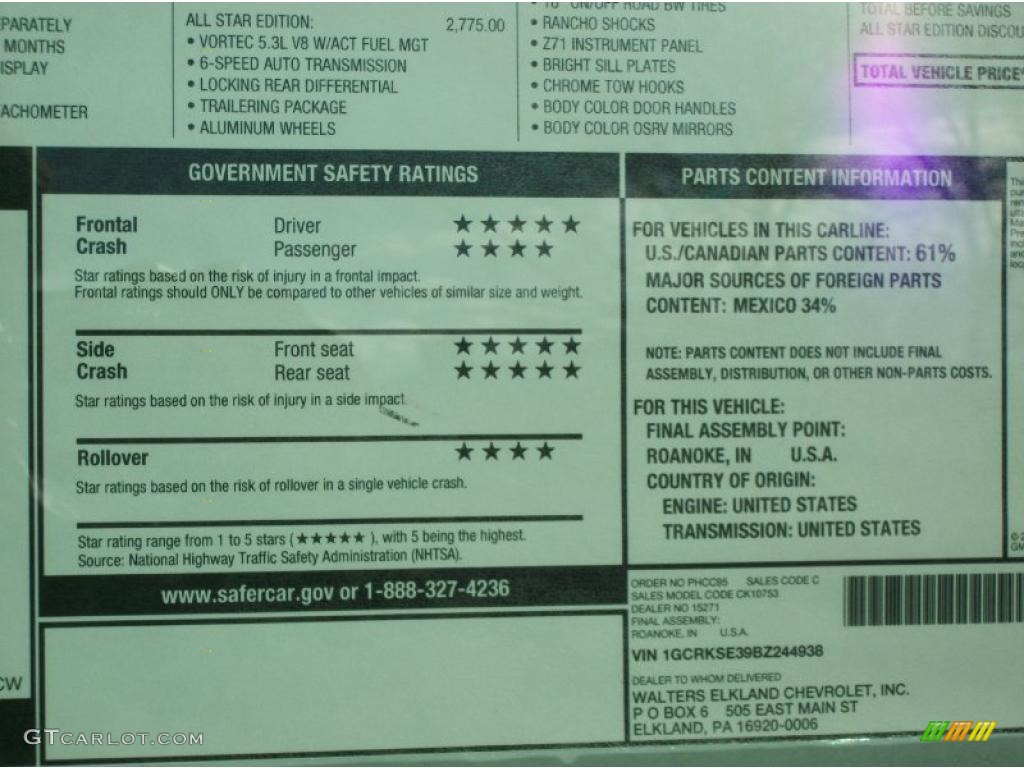 PARATELY
MONTHS
ISPLAY
ACHOMETER
ALL STAR EDITION: 2,775.00
• VORTEC 5.3L V8 W/ACT FUEL MGT
• 6-SPEED AUTO TRANSMISSION
• LOCKING REAR DIFFERENTIAL
• TRAILERING PACKAGE
• ALUMINUM WHEELS
• 18" ON/OFF ROAD BW TIRES
• RANCHO SHOCKS
• Z71 INSTRUMENT PANEL
• BRIGHT SILL PLATES
• CHROME TOW HOOKS
• BODY COLOR DOOR HANDLES
• BODY COLOR OSRV MIRRORS
TOTAL BEFORE SAVINGS
ALL STAR EDITION DISCOU
TOTAL VEHICLE PRICE*
GOVERNMENT SAFETY RATINGS
Frontal Driver ★★★★★
Crash Passenger ★★★★
Star ratings based on the risk of injury in a frontal impact.
Frontal ratings should ONLY be compared to other vehicles of similar size and weight.
Side Front seat ★★★★★
Crash Rear seat ★★★★★
Star ratings based on the risk of injury in a side impact.
Rollover ★★★★
Star ratings based on the risk of rollover in a single vehicle crash.
Star rating range from 1 to 5 stars (★★★★★), with 5 being the highest.
Source: National Highway Traffic Safety Administration (NHTSA).
www.safercar.gov or 1-888-327-4236
PARTS CONTENT INFORMATION
FOR VEHICLES IN THIS CARLINE:
U.S./CANADIAN PARTS CONTENT: 61%
MAJOR SOURCES OF FOREIGN PARTS
CONTENT: MEXICO 34%
NOTE: PARTS CONTENT DOES NOT INCLUDE FINAL
ASSEMBLY, DISTRIBUTION, OR OTHER NON-PARTS COSTS.
FOR THIS VEHICLE:
FINAL ASSEMBLY POINT:
ROANOKE, IN U.S.A.
COUNTRY OF ORIGIN:
ENGINE: UNITED STATES
TRANSMISSION: UNITED STATES
ORDER NO PHCC95 SALES CODE C
SALES MODEL CODE CK10753
DEALER NO 15271
FINAL ASSEMBLY:
ROANOKE, IN U.S.A.
VIN 1GCRKSE39BZ244938
DEALER TO WHOM DELIVERED
WALTERS ELKLAND CHEVROLET, INC.
P O BOX 6 505 EAST MAIN ST
ELKLAND, PA 16920-0006
CW
GTCARLOT.COM